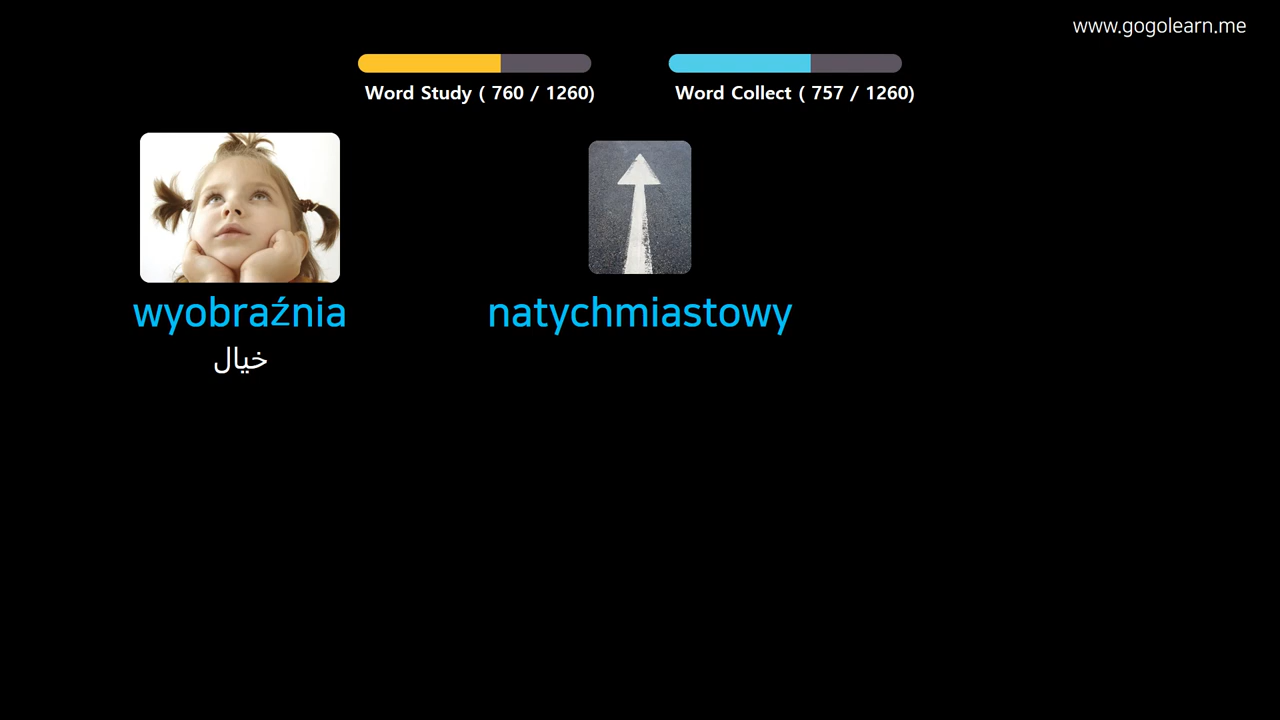 www.gogolearn.me
Word Study ( 760 / 1260)
Word Collect ( 757 / 1260)
wyobraźnia
خيال
natychmiastowy